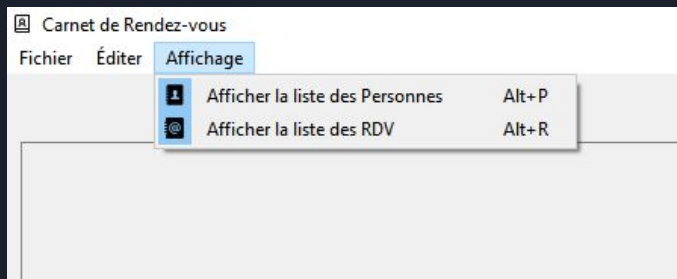 Carnet de Rendez-vous
Fichier Éditer Affichage
Afficher la liste des Personnes Alt+P
Afficher la liste des RDV Alt+R